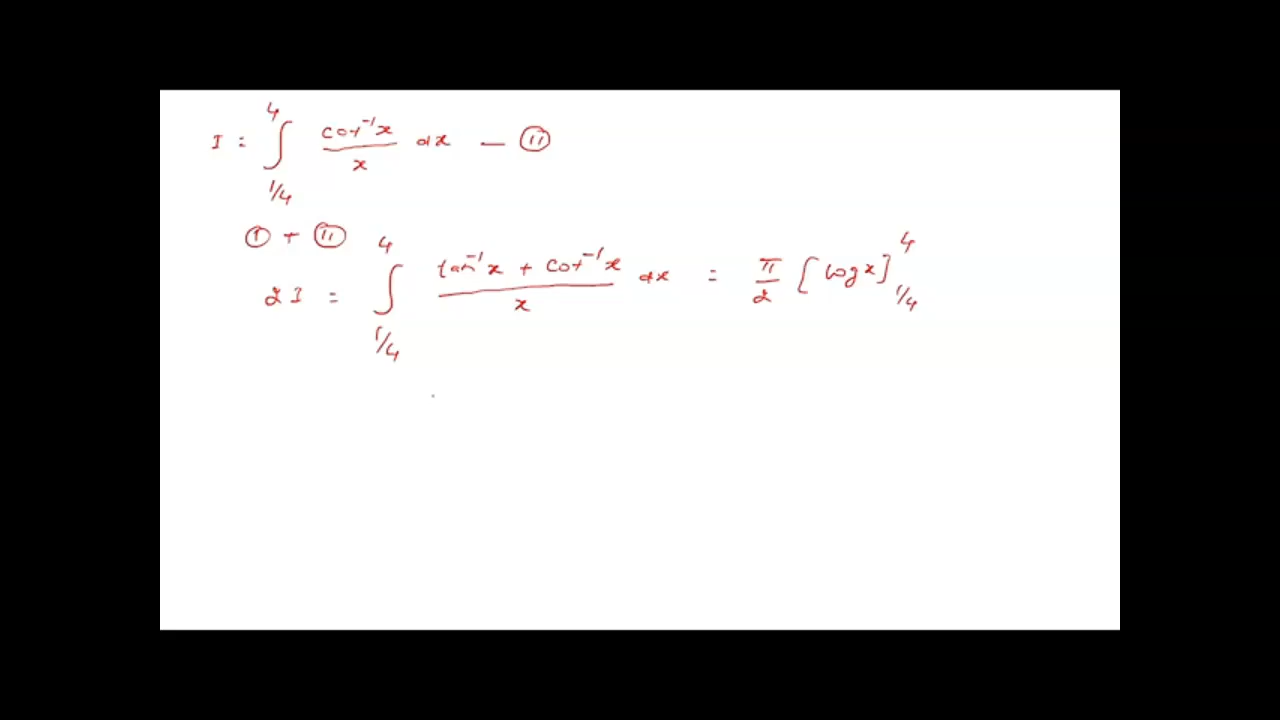 I = ∫_{1/4}^{4} cot⁻¹x / x dx — (ii)
(i) + (ii)
2I = ∫_{1/4}^{4} tan⁻¹x + cot⁻¹x / x dx = π/2 [log x]_{1/4}^{4}